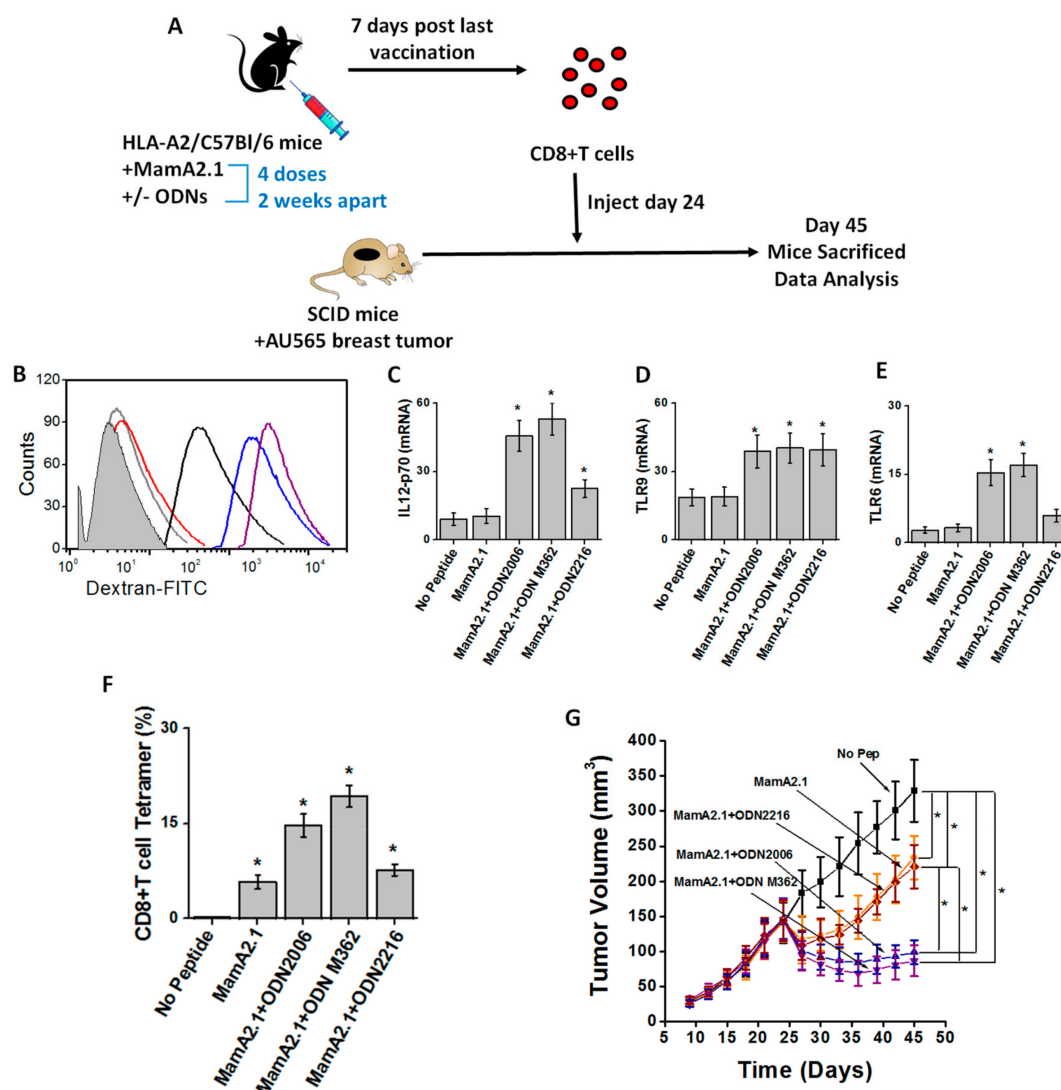 A
7 days post last
vaccination
HLA-A2/C57Bl/6 mice
+MamA2.1
+/- ODNs
4 doses
2 weeks apart
CD8+T cells
Inject day 24
Day 45
Mice Sacrificed
Data Analysis
SCID mice
+AU565 breast tumor
B
120
90
60
30
0
Counts
10^0
10^1
10^2
10^3
10^4
Dextran-FITC
C
60
30
0
IL12-p70 (mRNA)
*
*
*
No Peptide
MamA2.1
MamA2.1+ODN2006
MamA2.1+ODN M362
MamA2.1+ODN2216
D
60
30
0
TLR9 (mRNA)
*
*
*
No Peptide
MamA2.1
MamA2.1+ODN2006
MamA2.1+ODN M362
MamA2.1+ODN2216
E
30
15
0
TLR6 (mRNA)
*
*
No Peptide
MamA2.1
MamA2.1+ODN2006
MamA2.1+ODN M362
MamA2.1+ODN2216
F
30
15
0
CD8+T cell Tetramer (%)
*
*
*
*
No Peptide
MamA2.1
MamA2.1+ODN2006
MamA2.1+ODN M362
MamA2.1+ODN2216
G
400
350
300
250
200
150
100
50
0
Tumor Volume (mm³)
No Pep
MamA2.1
MamA2.1+ODN2216
MamA2.1+ODN2006
MamA2.1+ODN M362
*
*
*
*
*
*
5 10 15 20 25 30 35 40 45 50
Time (Days)